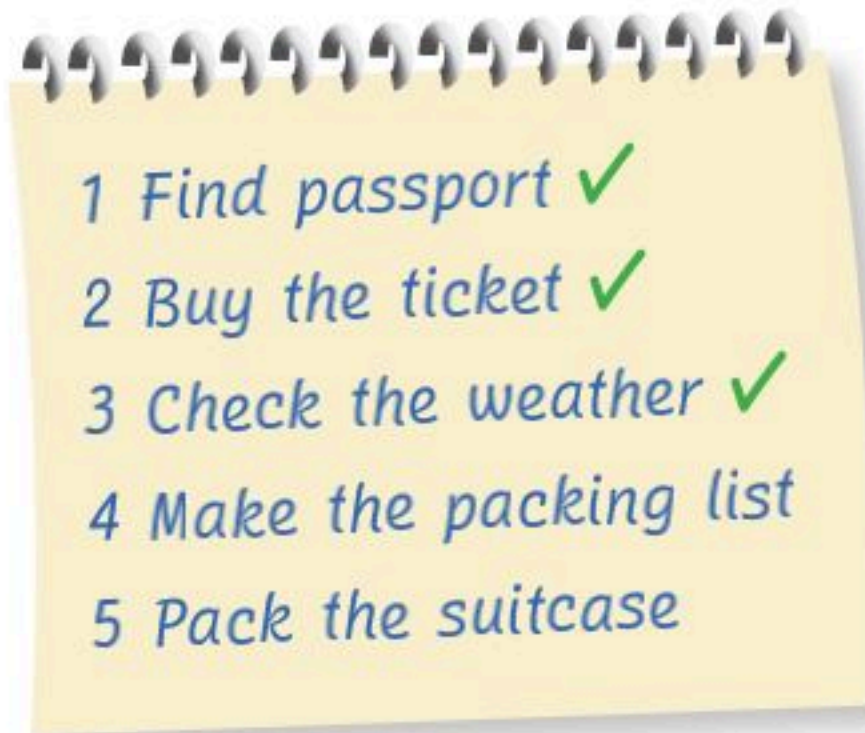 1 Find passport ✓
2 Buy the ticket ✓
3 Check the weather ✓
4 Make the packing list
5 Pack the suitcase